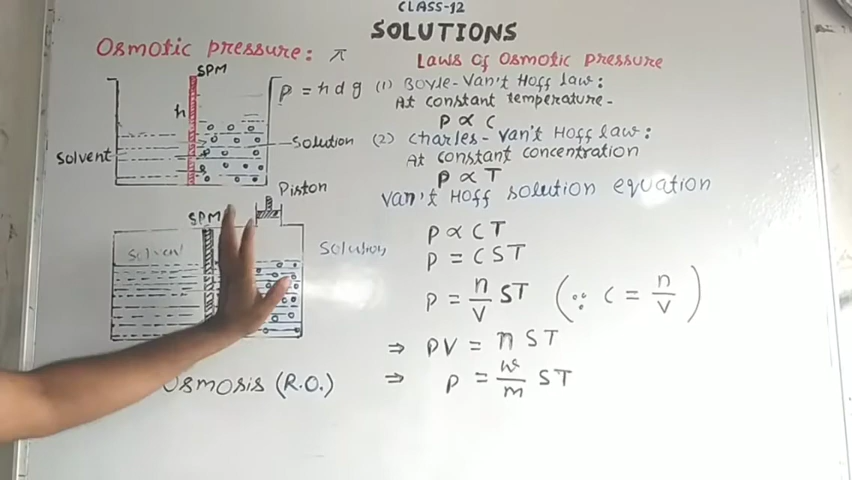 CLASS-12
SOLUTIONS
Osmotic pressure: π
SPM
h
P = h d g
Solvent
Solution
Laws of Osmotic pressure
(1) Boyle-Van't Hoff law:
At constant temperature-
P ∝ C
(2) Charles-Van't Hoff law:
At constant concentration
P ∝ T
Van't Hoff solution equation
Piston
SPM
Solvent
Solution
P ∝ CT
P = CST
P = n/V ST (∵ C = n/V)
⇒ PV = n ST
⇒ P = w/m ST
Osmosis (R.O.)